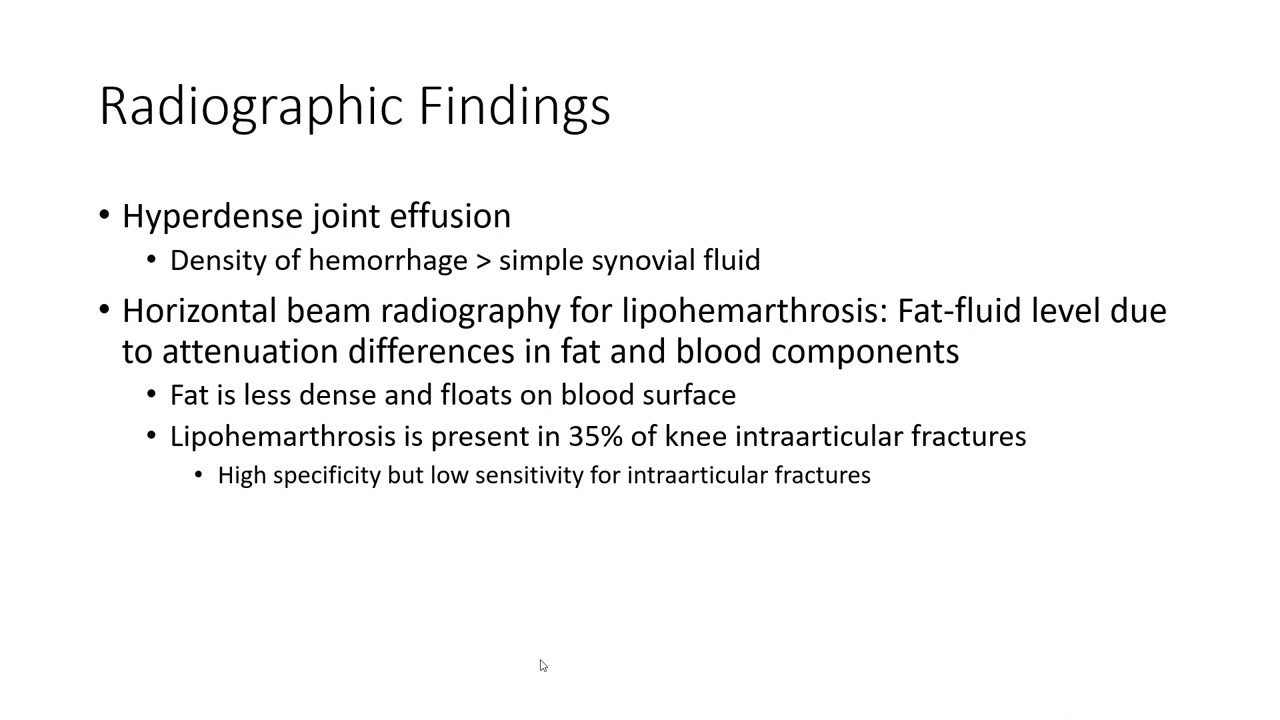 Radiographic Findings
• Hyperdense joint effusion
• Density of hemorrhage > simple synovial fluid
• Horizontal beam radiography for lipohemarthrosis: Fat-fluid level due
to attenuation differences in fat and blood components
• Fat is less dense and floats on blood surface
• Lipohemarthrosis is present in 35% of knee intraarticular fractures
• High specificity but low sensitivity for intraarticular fractures